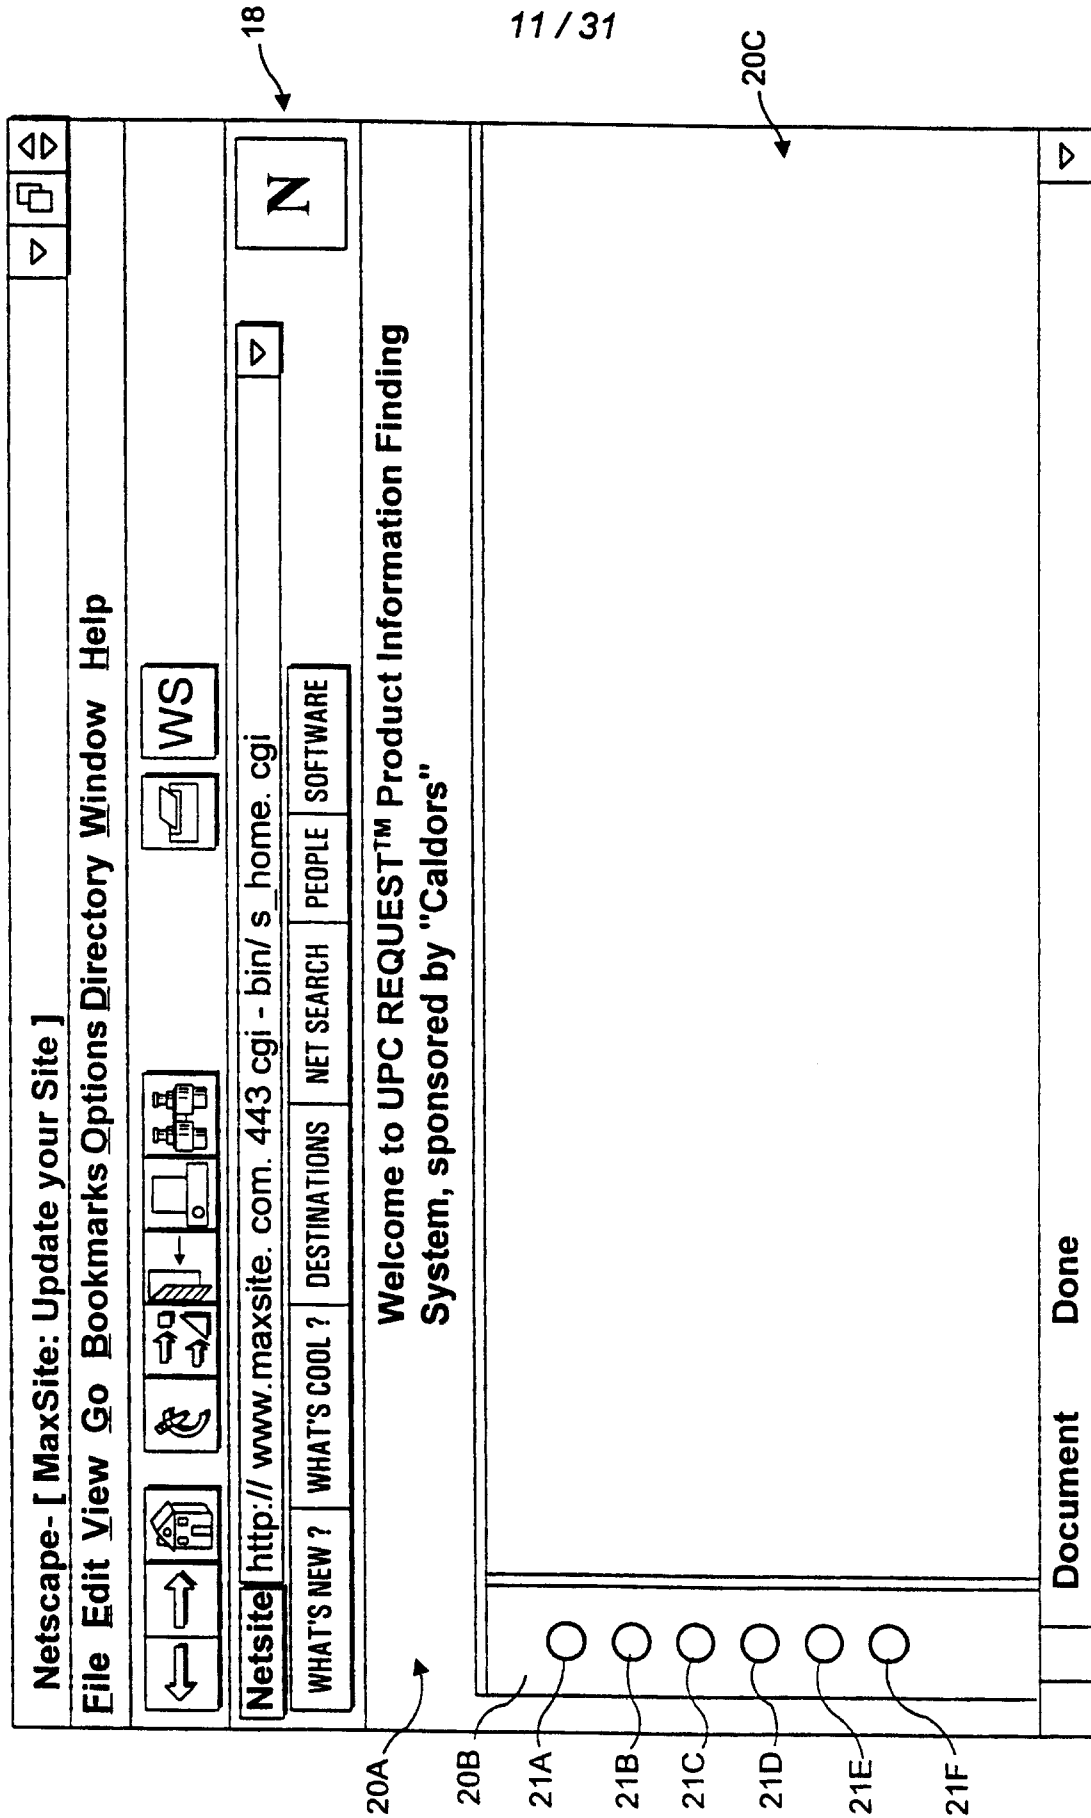 11 / 31
18
Netscape- [ MaxSite: Update your Site ]
File Edit View Go Bookmarks Options Directory Window Help
WS
Netsite http:// www.maxsite. com. 443 cgi - bin/ s_home. cgi
N
WHAT'S NEW ? WHAT'S COOL ? DESTINATIONS NET SEARCH PEOPLE SOFTWARE
Welcome to UPC REQUEST™ Product Information Finding
System, sponsored by "Caldors"
20A
20B
20C
21A
21B
21C
21D
21E
21F
Document Done